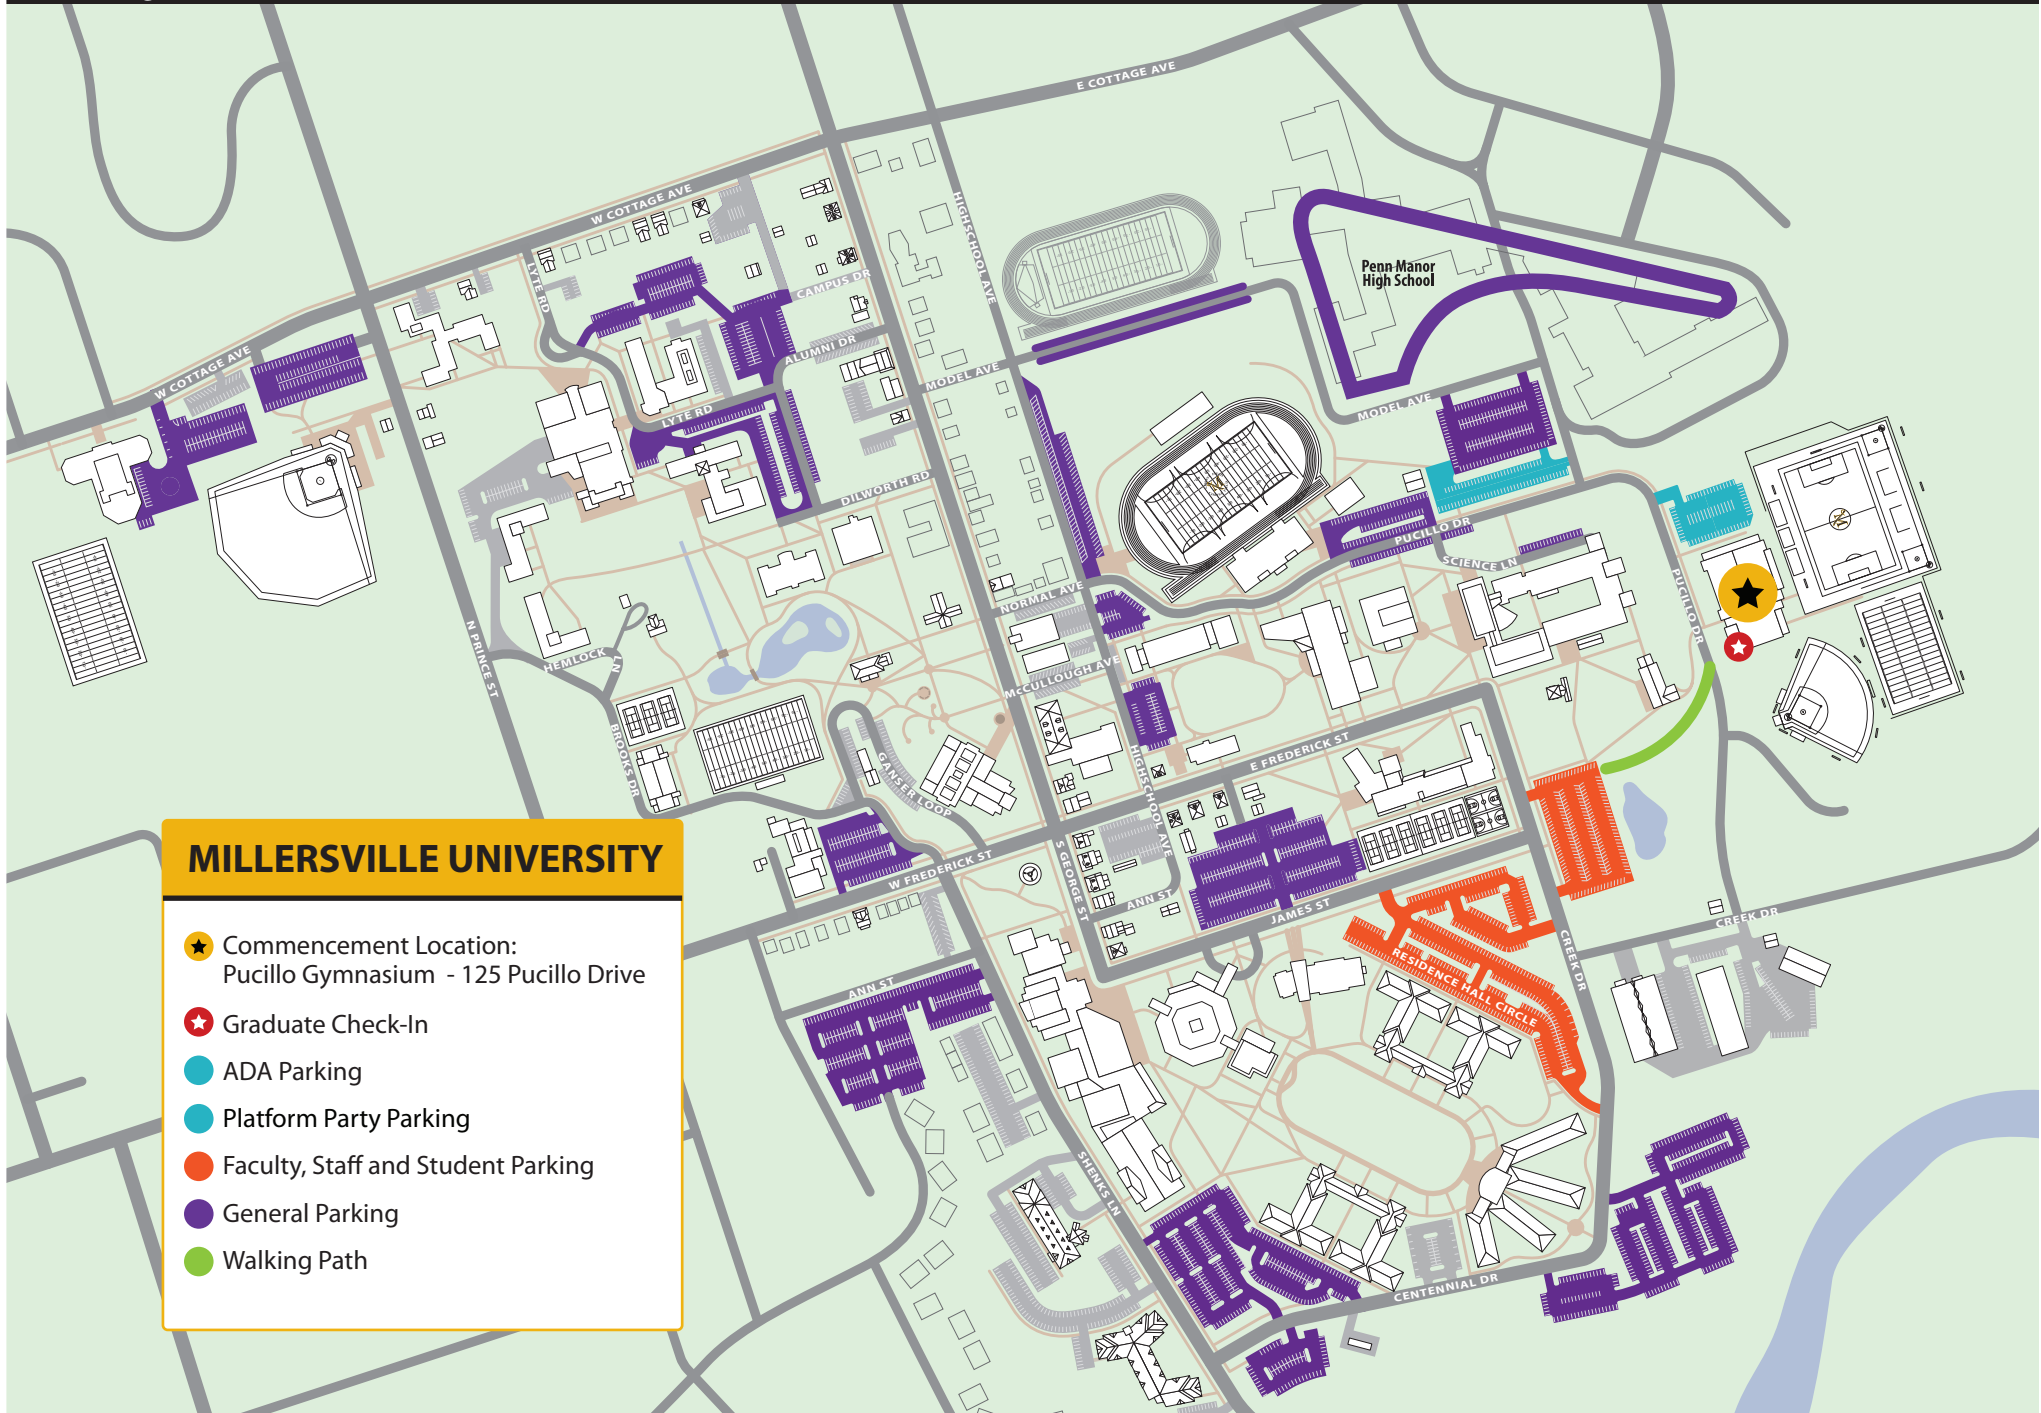 E COTTAGE AVE
W COTTAGE AVE
HIGHSCHOOL AVE
LYTE RD
CAMPUS DR
Penn Manor
High School
ALUMNI DR
W COTTAGE AVE
MODEL AVE
MODEL AVE
LYTE RD
DILWORTH RD
M
M
PUCILLO DR
SCIENCE LN
NORMAL AVE
PUCILLO DR
N PRINCE ST
HEMLOCK
LN
McCULLOUGH AVE
BROOKS DR
GANSER LOOP
HIGHSCHOOL AVE
E FREDERICK ST
W FREDERICK ST
S GEORGE ST
ANN ST
JAMES ST
CREEK DR
CREEK DR
RESIDENCE HALL CIRCLE
ANN ST
SHENKS LN
CENTENNIAL DR
MILLERSVILLE UNIVERSITY
Commencement Location:
Pucillo Gymnasium - 125 Pucillo Drive
Graduate Check-In
ADA Parking
Platform Party Parking
Faculty, Staff and Student Parking
General Parking
Walking Path